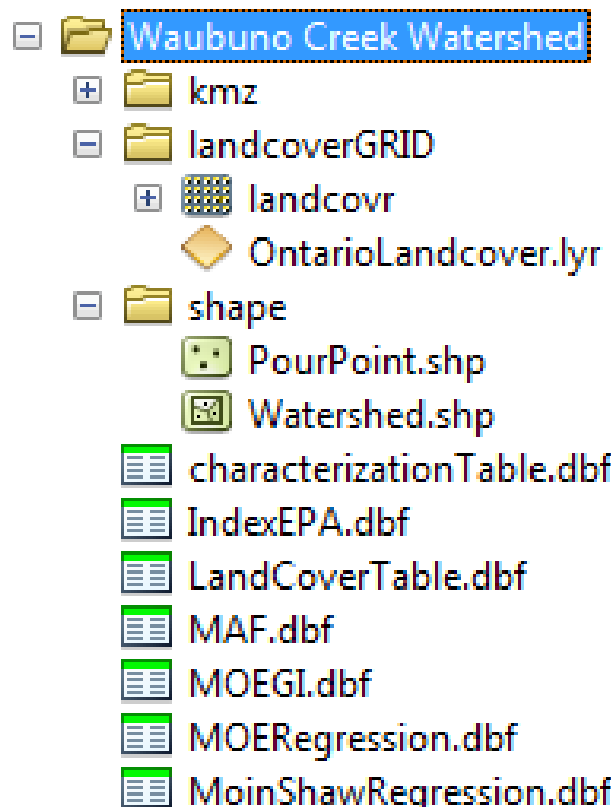 Waubuno Creek Watershed
kmz
landcoverGRID
landcovr
OntarioLandcover.lyr
shape
PourPoint.shp
Watershed.shp
characterizationTable.dbf
IndexEPA.dbf
LandCoverTable.dbf
MAF.dbf
MOEGI.dbf
MOERegression.dbf
MoinShawRegression.dbf